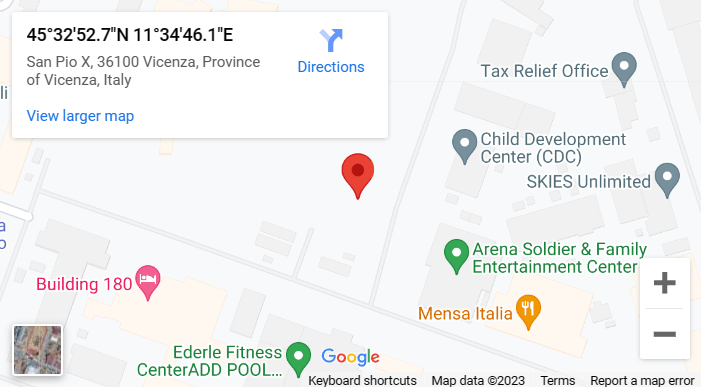 45°32'52.7"N 11°34'46.1"E
San Pio X, 36100 Vicenza, Province
of Vicenza, Italy
Directions
View larger map
li
Tax Relief Office
Child Development
Center (CDC)
SKIES Unlimited
a
o
Arena Soldier & Family
Entertainment Center
Building 180
Mensa Italia
Ederle Fitness
CenterADD POOL...
Google
Keyboard shortcuts
Map data ©2023
Terms
Report a map error